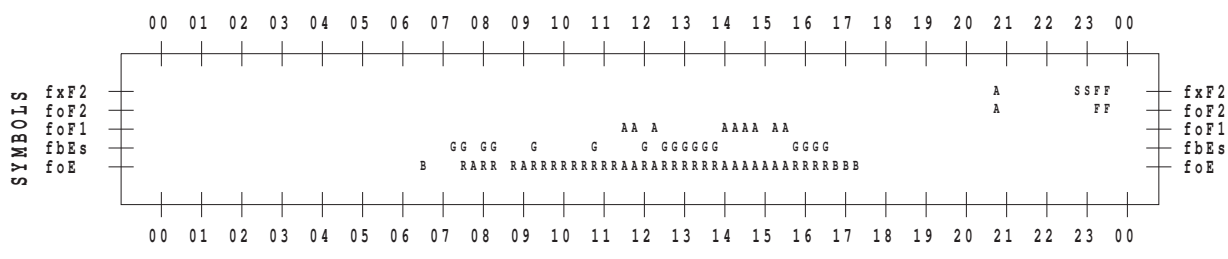 00 01 02 03 04 05 06 07 08 09 10 11 12 13 14 15 16 17 18 19 20 21 22 23 00
SYMBOLS
fxF2 A SSFF fxF2
foF2 A FF foF2
foF1 AA A AAAA AA foF1
fbEs GG GG G G G GGGGGG GGGG fbEs
foE B RARR RARRRRRRRRRAARARRRRRRAAAAAAARRRRBBB foE
00 01 02 03 04 05 06 07 08 09 10 11 12 13 14 15 16 17 18 19 20 21 22 23 00